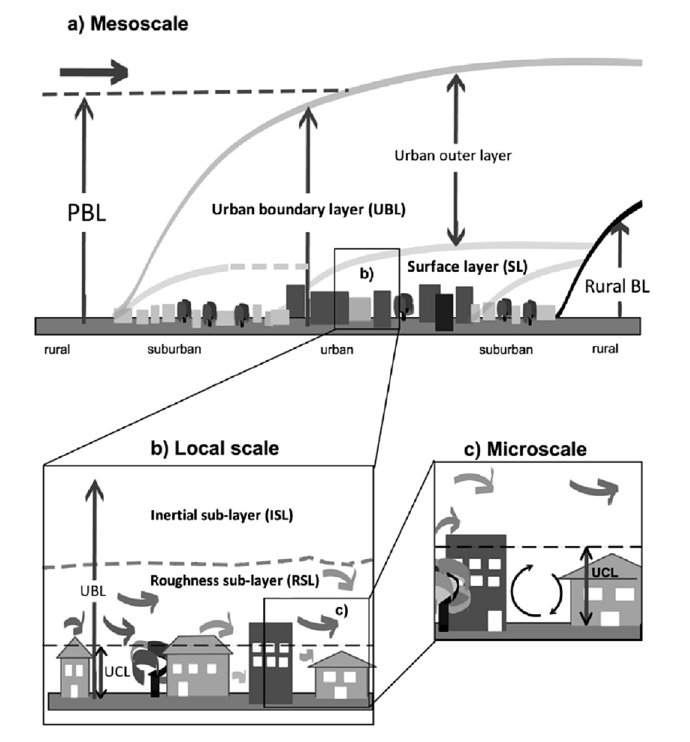 a) Mesoscale
Urban outer layer
PBL
Urban boundary layer (UBL)
b)
Surface layer (SL)
Rural BL
rural
suburban
urban
suburban
rural
b) Local scale
Inertial sub-layer (ISL)
Roughness sub-layer (RSL)
UBL
c)
UCL
c) Microscale
UCL